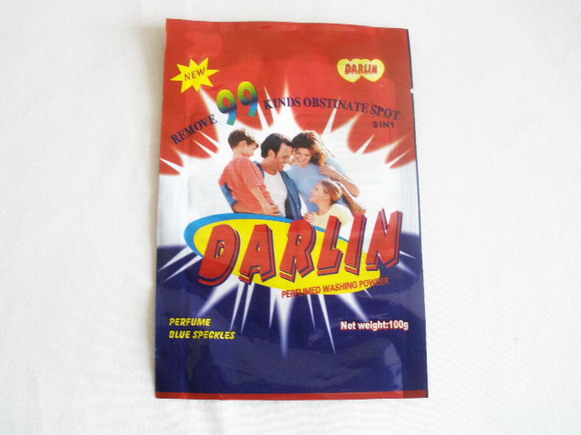 NEW
DARLIN
REMOVE 99 KINDS OBSTINATE SPOT
3 IN 1
DARLIN
PERFUMED WASHING POWDER
PERFUME
BLUE SPECKLES
Net weight:100g